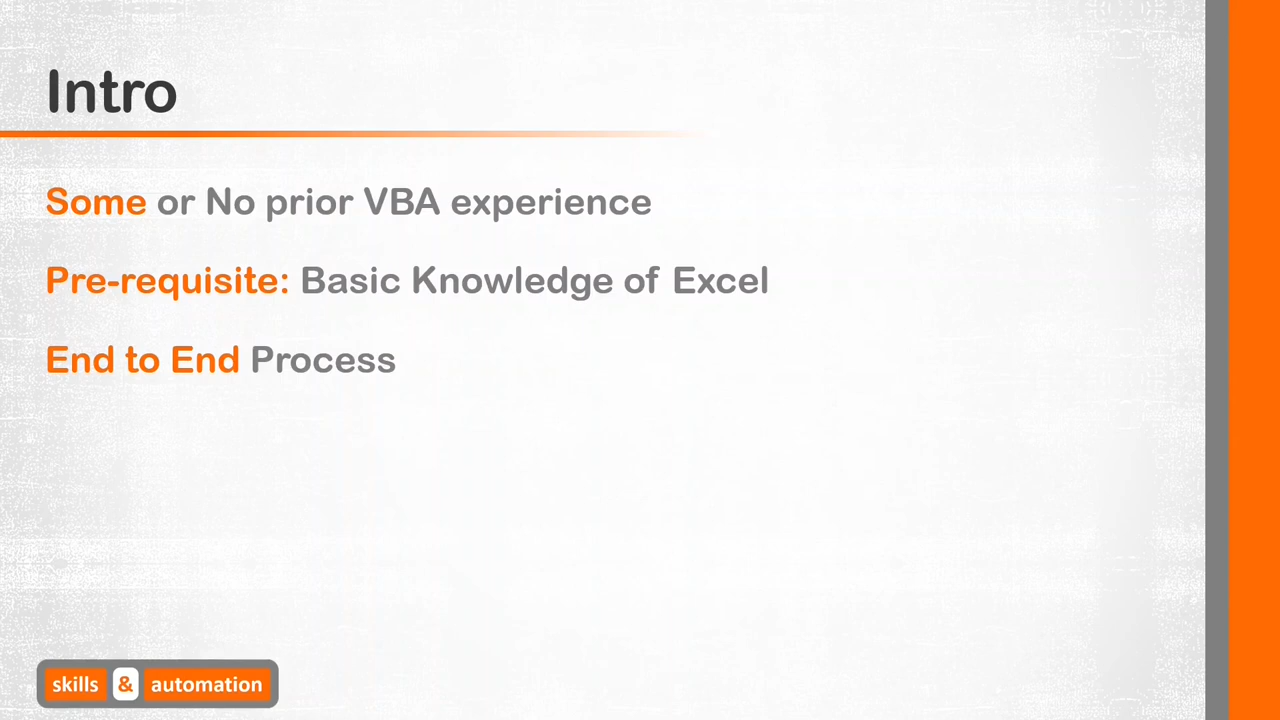 Intro
Some or No prior VBA experience
Pre-requisite: Basic Knowledge of Excel
End to End Process
skills & automation